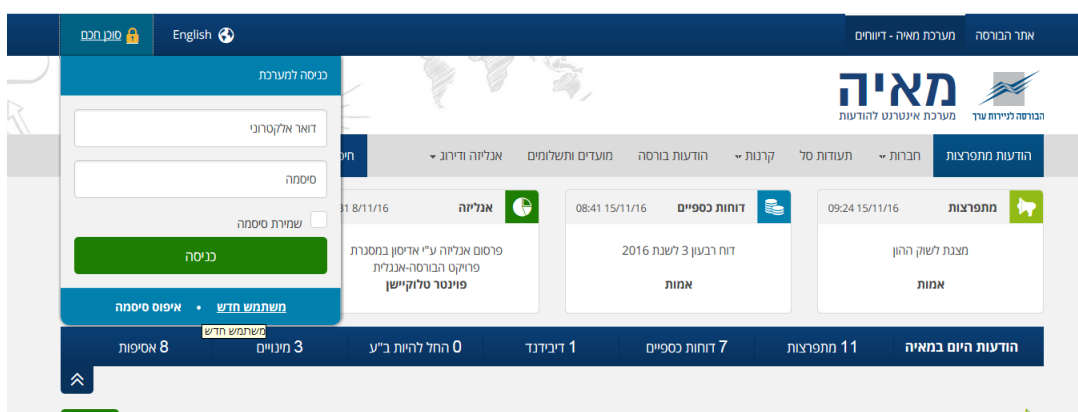 אתר הבורסה
מערכת מאיה - דיווחים
English
סוכן חכם
מאיה
מערכת אינטרנט להודעות
הבורסה לניירות ערך
כניסה למערכת
דואר אלקטרוני
סיסמה
שמירת סיסמה
כניסה
משתמש חדש • איפוס סיסמה
משתמש חדש
הודעות מתפרצות
חברות
תעודות סל
קרנות
הודעות בורסה
מועדים ותשלומים
אנליזה ודירוג
מתפרצות 09:24 15/11/16
מצגת לשוק ההון
אמות
דוחות כספיים 08:41 15/11/16
דוח רבעון 3 לשנת 2016
אמות
אנליזה 8/11/16
פרסום אנליזה ע"י אדיסון במסגרת
פרויקט הבורסה-אנגלית
פוינטר טלוקיישן
הודעות היום במאיה
11 מתפרצות
7 דוחות כספיים
1 דיבידנד
0 החל להיות ב"ע
3 מינויים
8 אסיפות